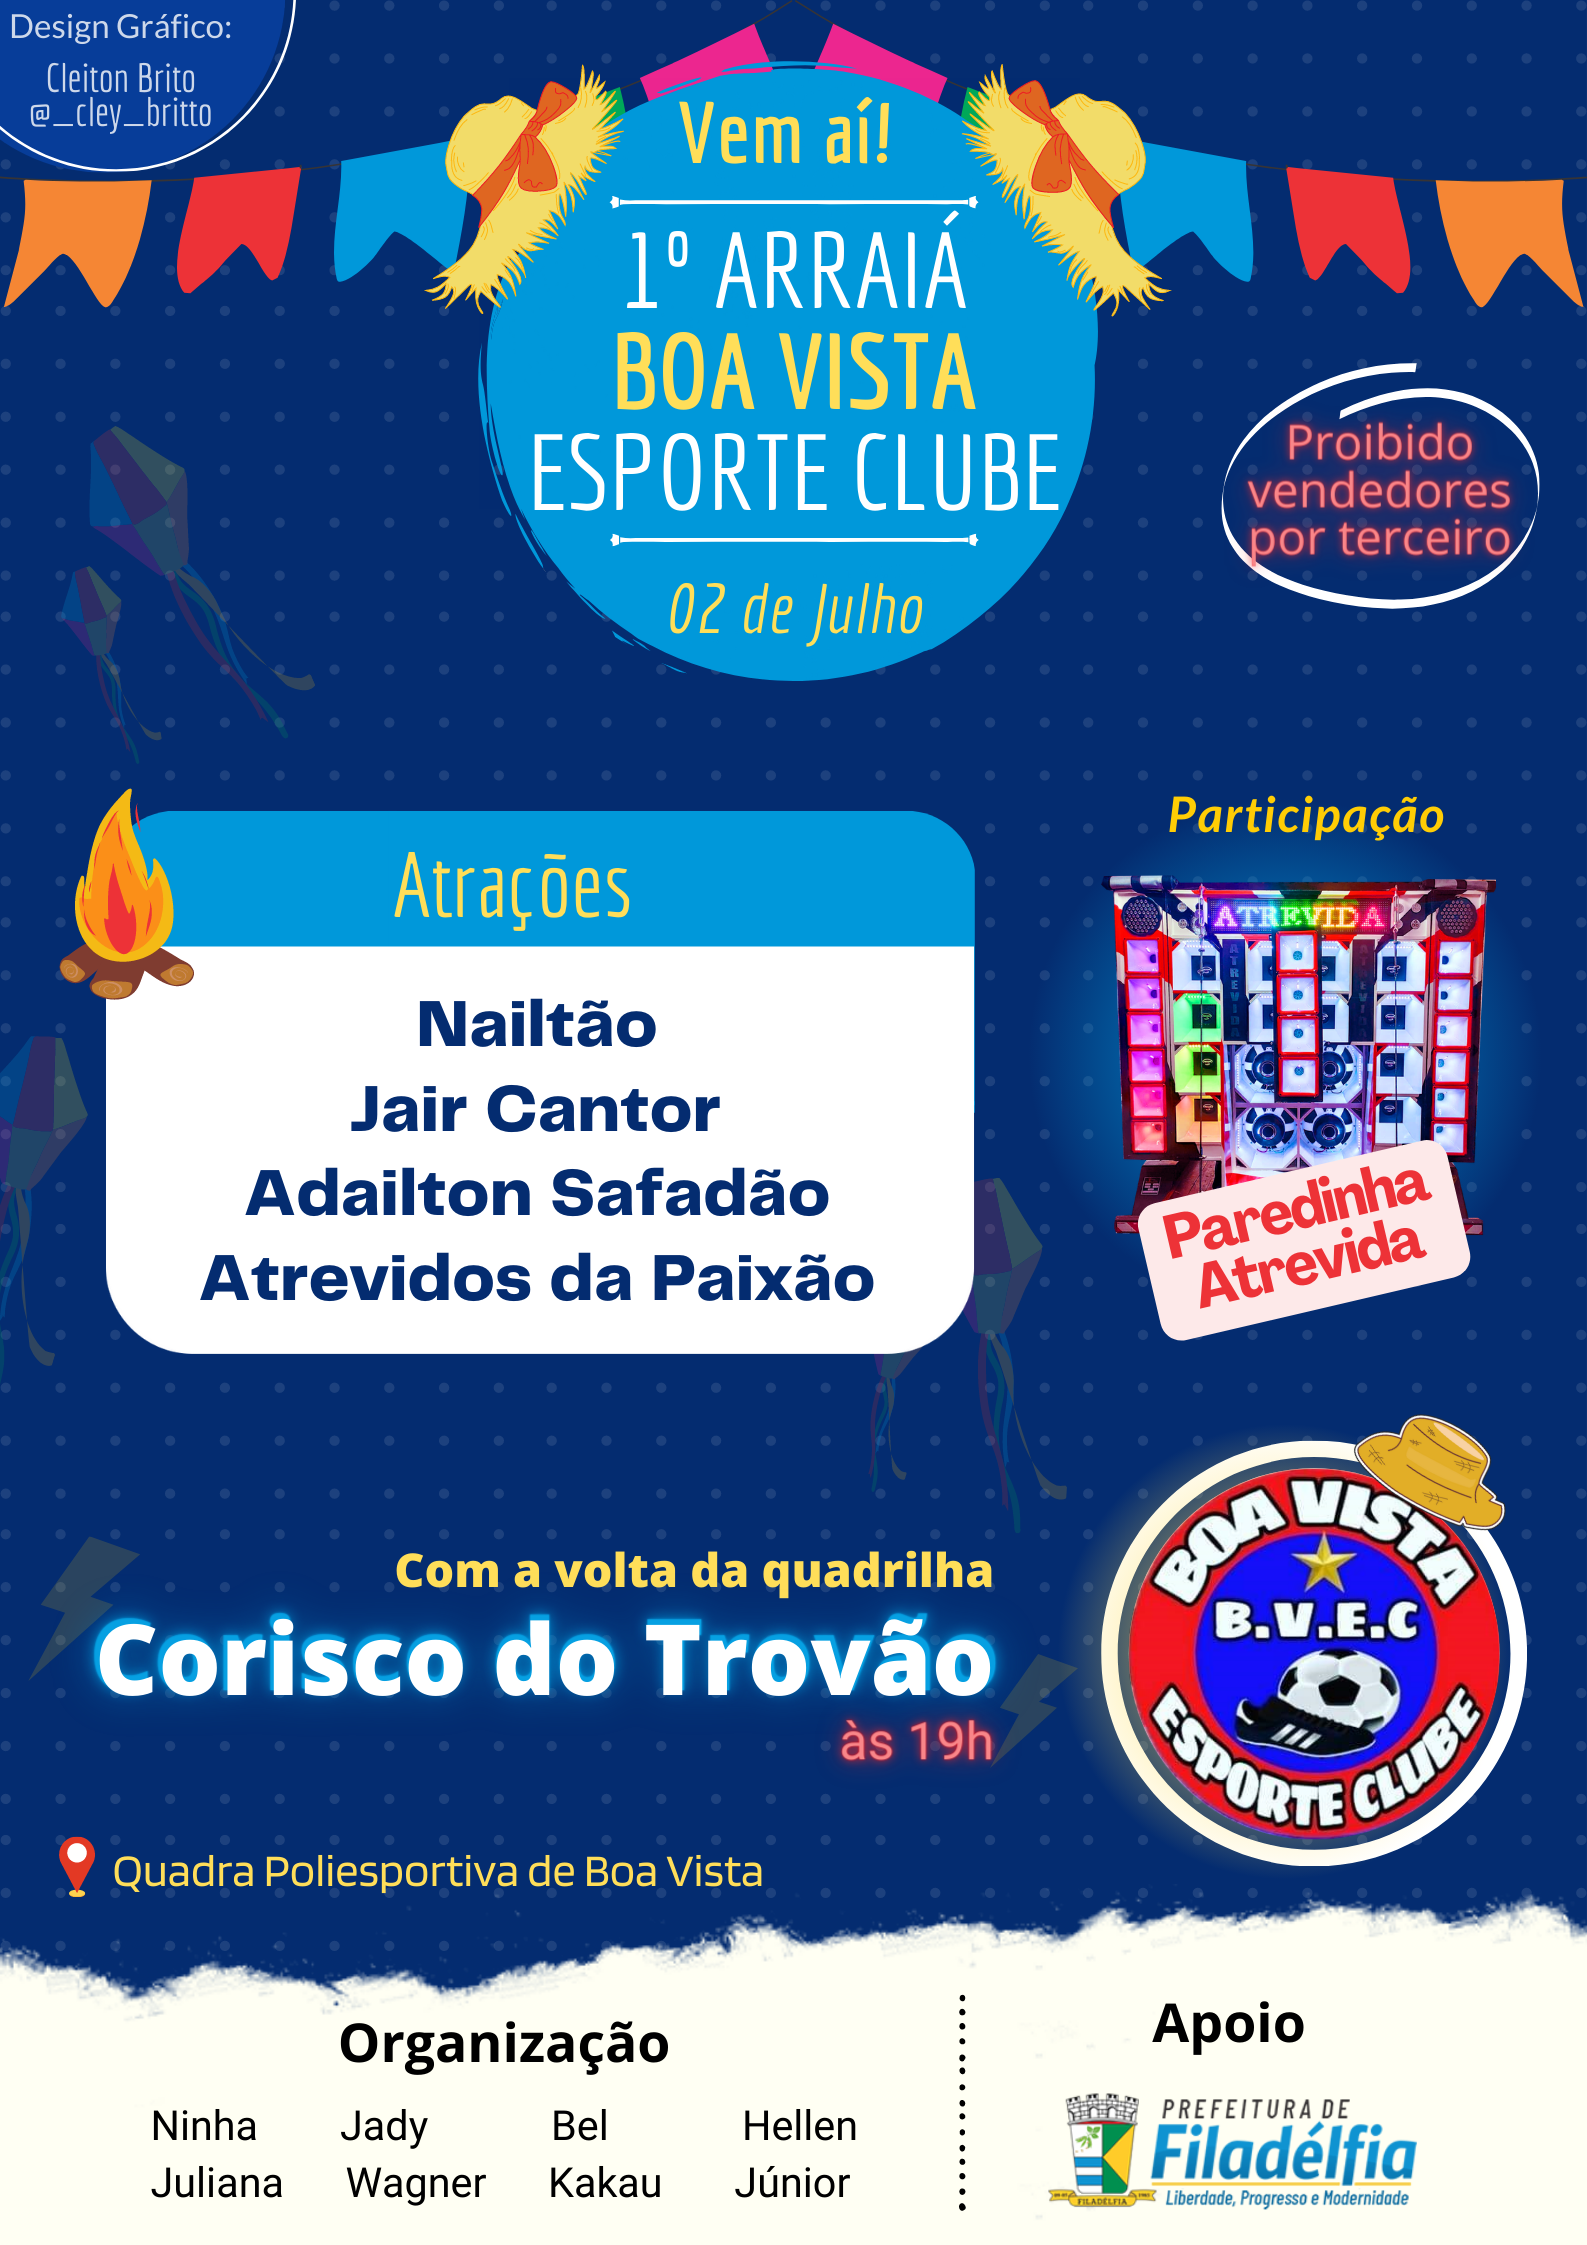 Design Gráfico:
Cleiton Brito
@_cley_britto
Vem aí!
1º ARRAIÁ
BOA VISTA
ESPORTE CLUBE
02 de Julho
Proibido
vendedores
por terceiro
Atrações
Nailtão
Jair Cantor
Adailton Safadão
Atrevidos da Paixão
Participação
ATREVIDA
ATREVIDA
ATREVIDA
Paredinha
Atrevida
Com a volta da quadrilha
Corisco do Trovão
às 19h
BOA VISTA
B.V.E.C
ESPORTE CLUBE
Quadra Poliesportiva de Boa Vista
Organização
Ninha Jady Bel Hellen
Juliana Wagner Kakau Júnior
Apoio
PREFEITURA DE
Filadélfia
Liberdade, Progresso e Modernidade
FILADÉLFIA